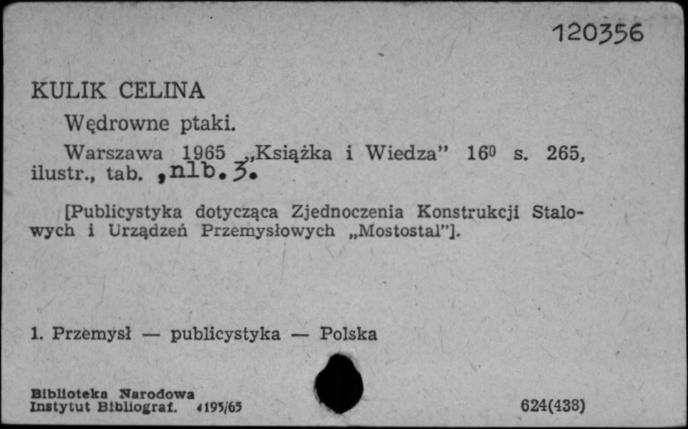 120356
KULIK CELINA
Wędrowne ptaki.
Warszawa 1965 „Książka i Wiedza” 16⁰ s. 265,
ilustr., tab. , nlb. 3.
[Publicystyka dotycząca Zjednoczenia Konstrukcji Stalo-
wych i Urządzeń Przemysłowych „Mostostal”].
1. Przemysł — publicystyka — Polska
Biblioteka Narodowa
Instytut Bibliograf. 4195/65
624(438)